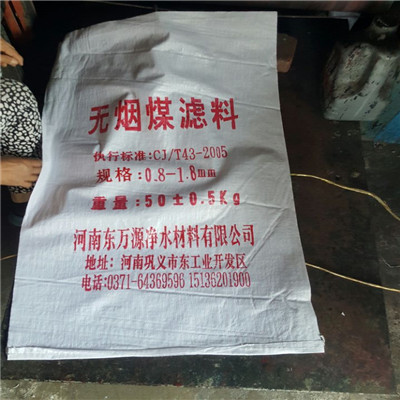 无烟煤滤料
执行标准:CJ/T43-2005
规格:0.8-1.8mm
重量:50±0.5Kg
河南东万源净水材料有限公司
地址:河南巩义市东工业开发区
电话:0371-64369596 15136201900